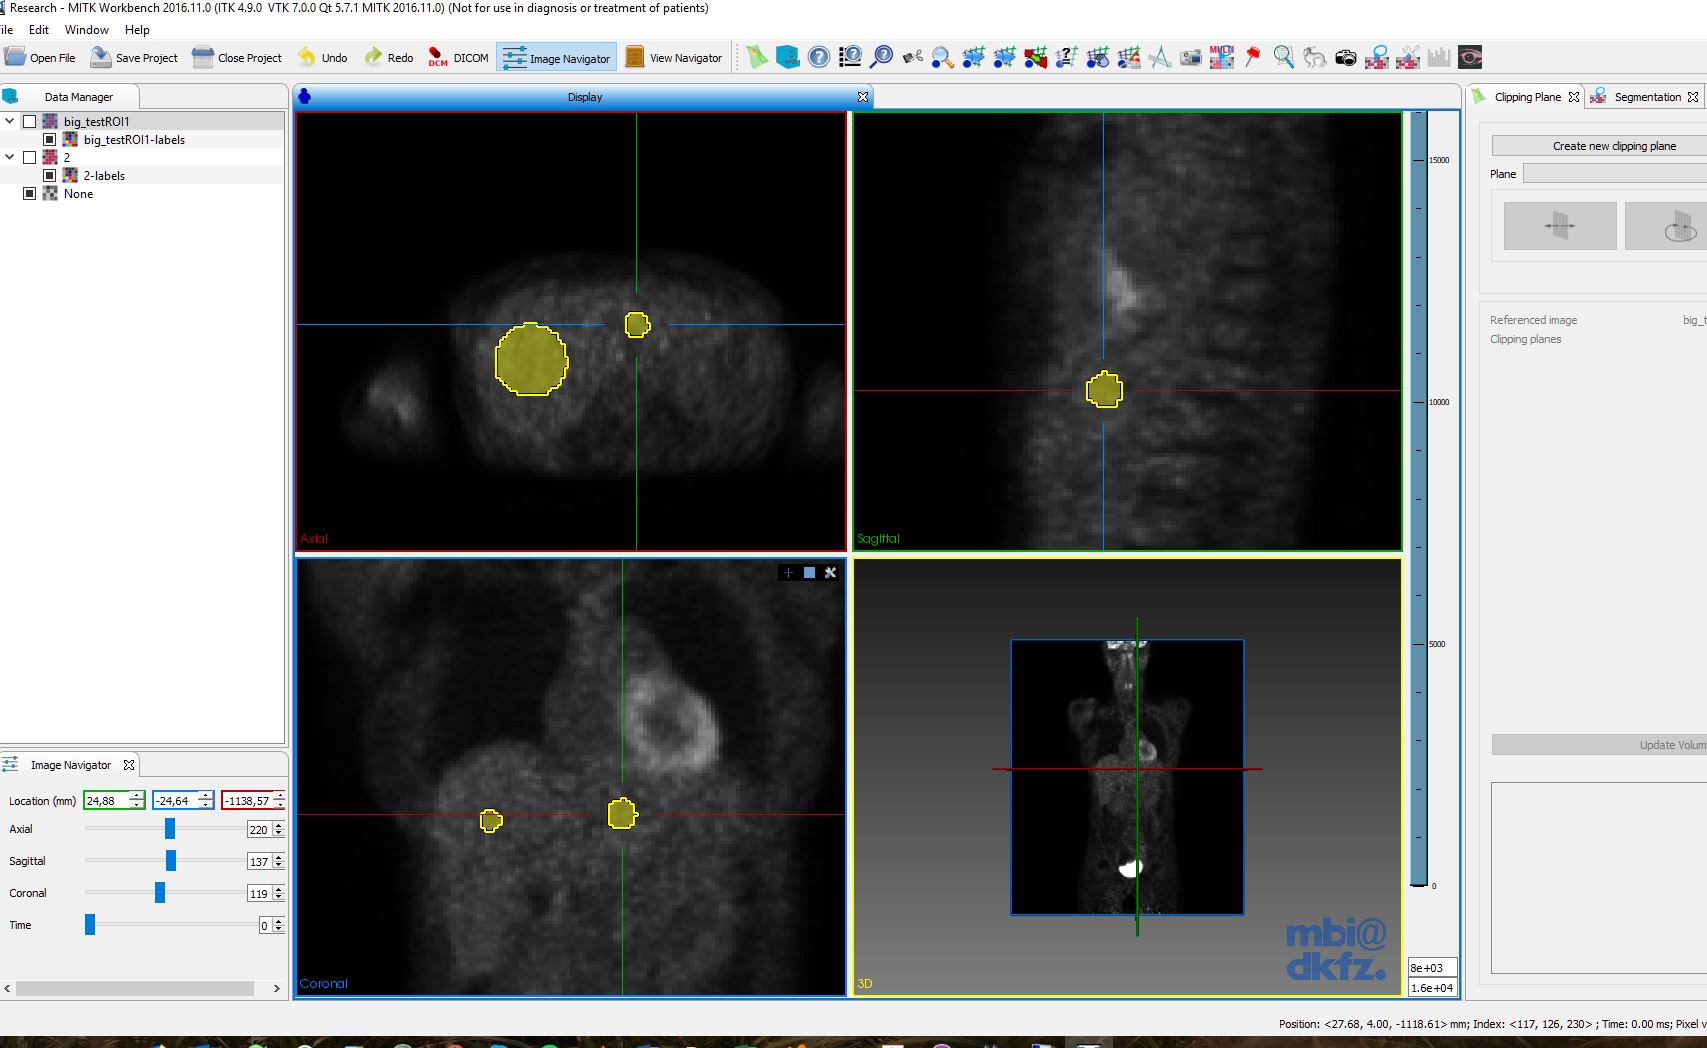 Research - MITK Workbench 2016.11.0 (ITK 4.9.0 VTK 7.0.0 Qt 5.7.1 MITK 2016.11.0) (Not for use in diagnosis or treatment of patients)
ile Edit Window Help
Open File Save Project Close Project Undo Redo DCM DICOM Image Navigator View Navigator MULTI
Data Manager
Display
Clipping Plane Segmentation
big_testROI1
big_testROI1-labels
2
2-labels
None
Axial
Sagittal
Coronal
3D
mbi@
dkfz.
15000
10000
5000
0
8e+03
1.6e+04
Create new clipping plane
Plane
Referenced image big_t
Clipping planes
Update Volum
Image Navigator
Location (mm) 24,88 -24,64 -1138,57
Axial 220
Sagittal 137
Coronal 119
Time 0
Position: <27.68, 4.00, -1118.61> mm; Index: <117, 126, 230> ; Time: 0.00 ms; Pixel v